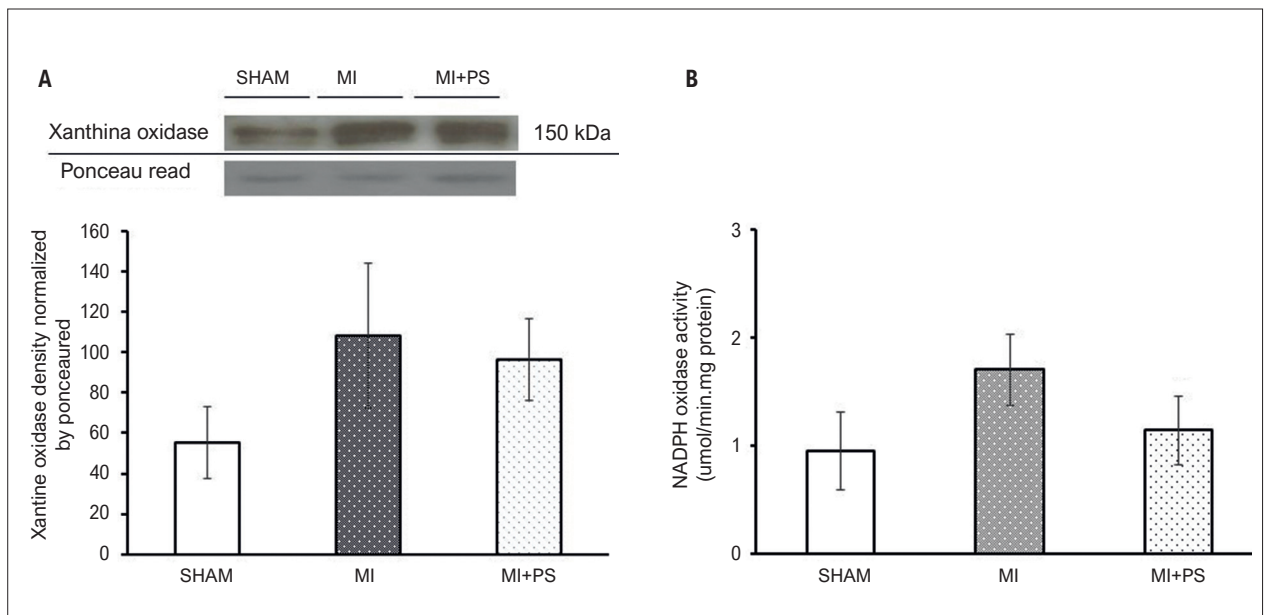 A
SHAM MI MI+PS
Xanthina oxidase 150 kDa
Ponceau read
Xantine oxidase density normalized
by ponceaured
160
140
120
100
80
60
40
20
0
SHAM MI MI+PS
B
NADPH oxidase activity
(umol/min.mg protein)
3
2
1
0
SHAM MI MI+PS